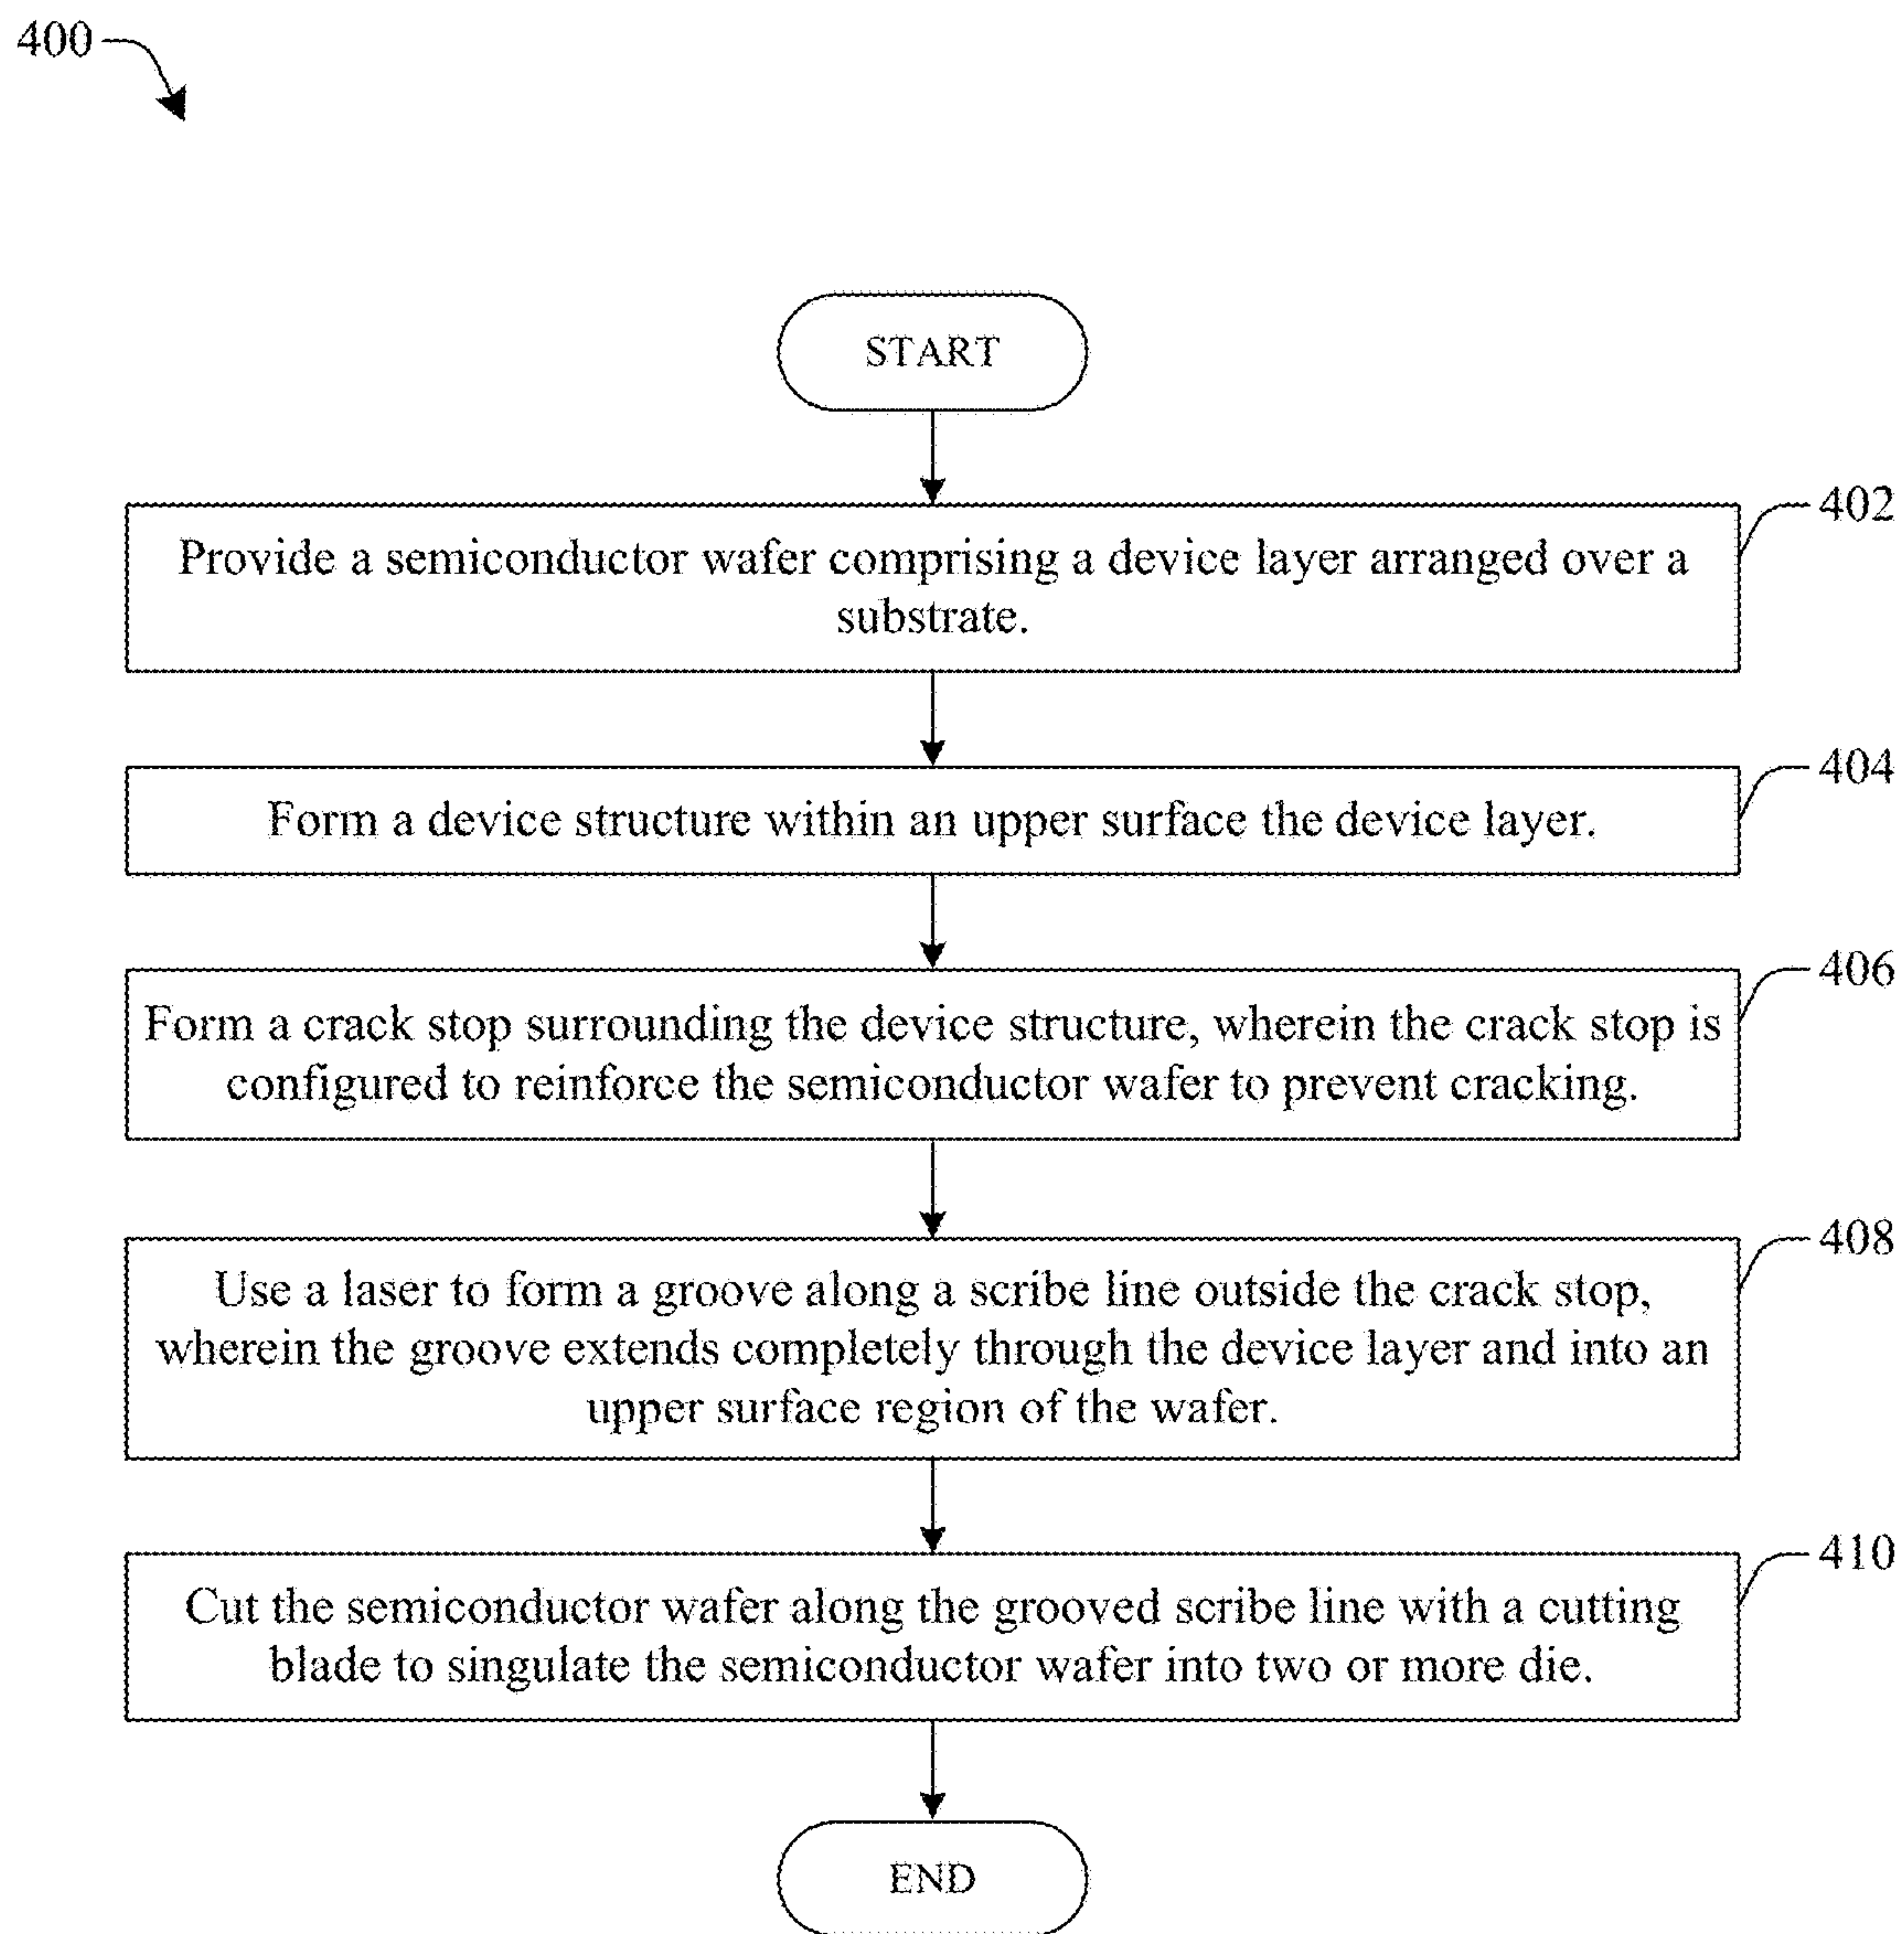 400
START
402
Provide a semiconductor wafer comprising a device layer arranged over a
substrate.
404
Form a device structure within an upper surface the device layer.
406
Form a crack stop surrounding the device structure, wherein the crack stop is
configured to reinforce the semiconductor wafer to prevent cracking.
408
Use a laser to form a groove along a scribe line outside the crack stop,
wherein the groove extends completely through the device layer and into an
upper surface region of the wafer.
410
Cut the semiconductor wafer along the grooved scribe line with a cutting
blade to singulate the semiconductor wafer into two or more die.
END